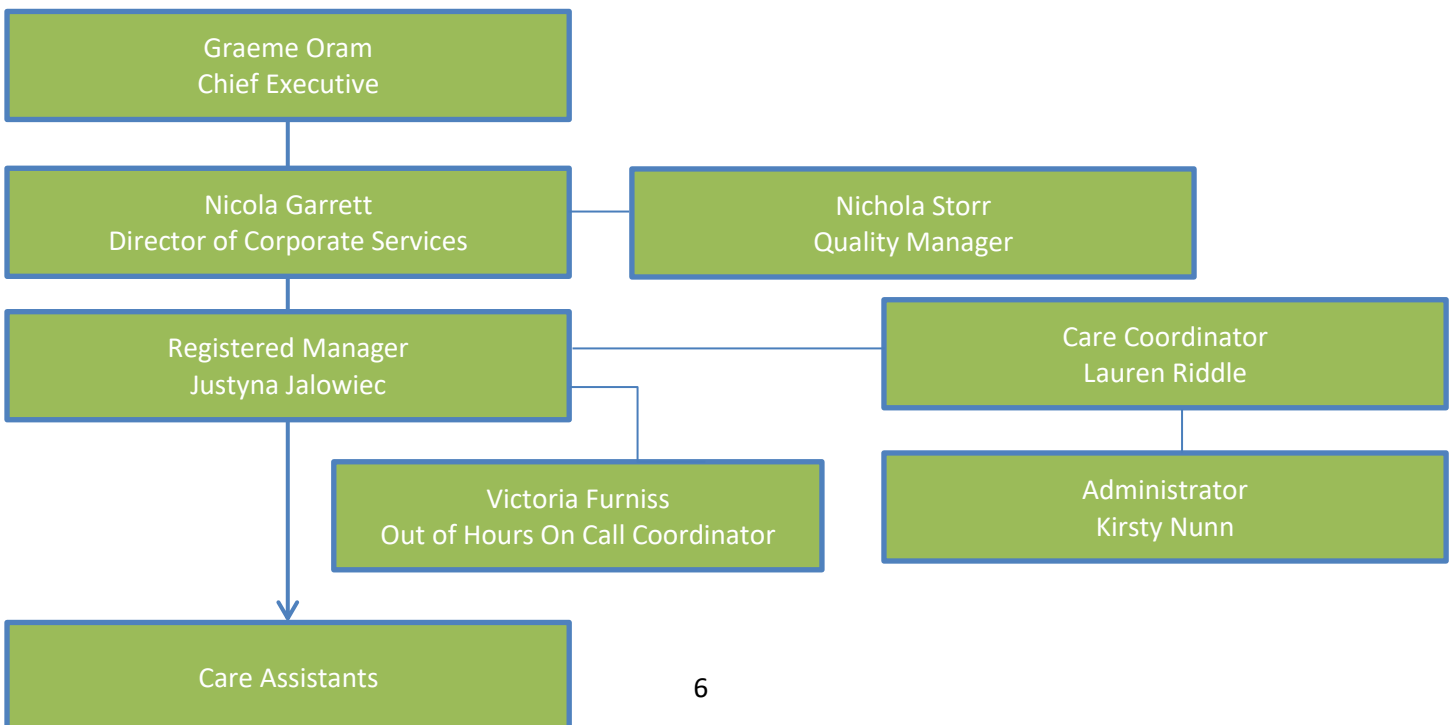 Graeme Oram
Chief Executive
Nicola Garrett
Director of Corporate Services
Nichola Storr
Quality Manager
Registered Manager
Justyna Jalowiec
Care Coordinator
Lauren Riddle
Victoria Furniss
Out of Hours On Call Coordinator
Administrator
Kirsty Nunn
Care Assistants
6